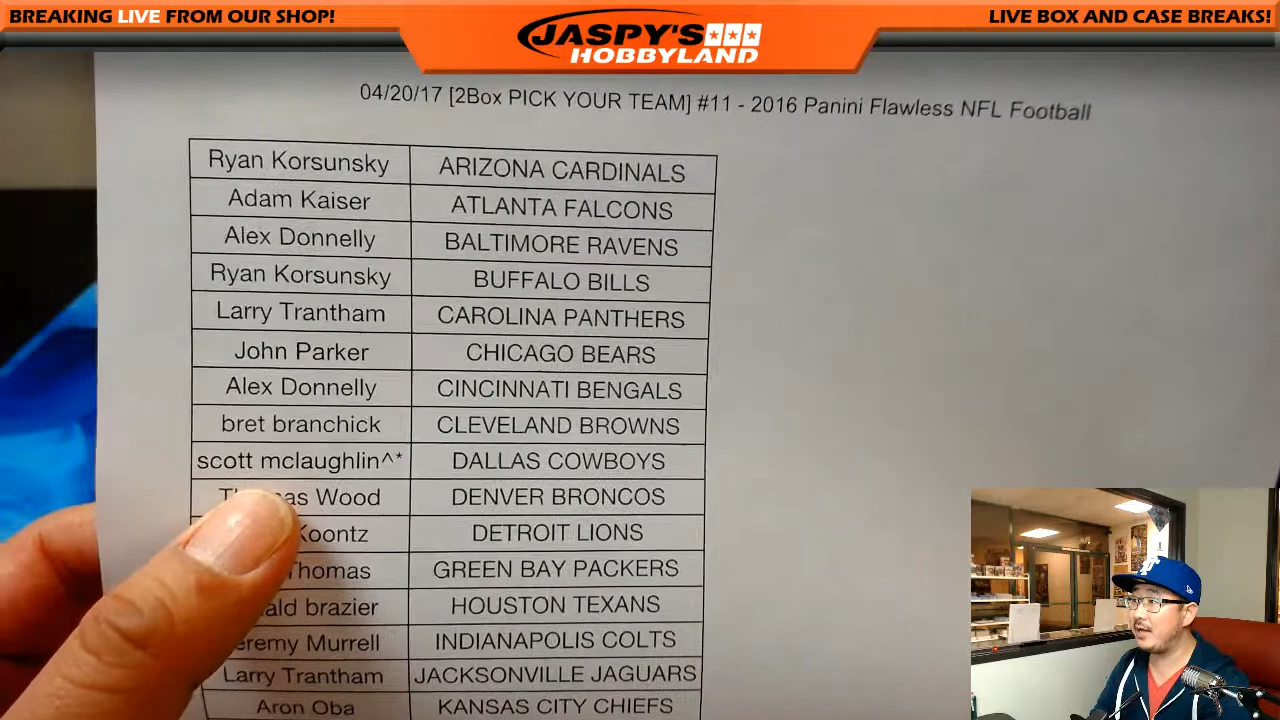 BREAKING LIVE FROM OUR SHOP!
JASPY'S
HOBBYLAND
LIVE BOX AND CASE BREAKS!
04/20/17 [2Box PICK YOUR TEAM] #11 - 2016 Panini Flawless NFL Football
Ryan Korsunsky ARIZONA CARDINALS
Adam Kaiser ATLANTA FALCONS
Alex Donnelly BALTIMORE RAVENS
Ryan Korsunsky BUFFALO BILLS
Larry Trantham CAROLINA PANTHERS
John Parker CHICAGO BEARS
Alex Donnelly CINCINNATI BENGALS
bret branchick CLEVELAND BROWNS
scott mclaughlin^* DALLAS COWBOYS
Wood DENVER BRONCOS
Koontz DETROIT LIONS
Thomas GREEN BAY PACKERS
brazier HOUSTON TEXANS
Murrell INDIANAPOLIS COLTS
Larry Trantham JACKSONVILLE JAGUARS
Aron Oba KANSAS CITY CHIEFS